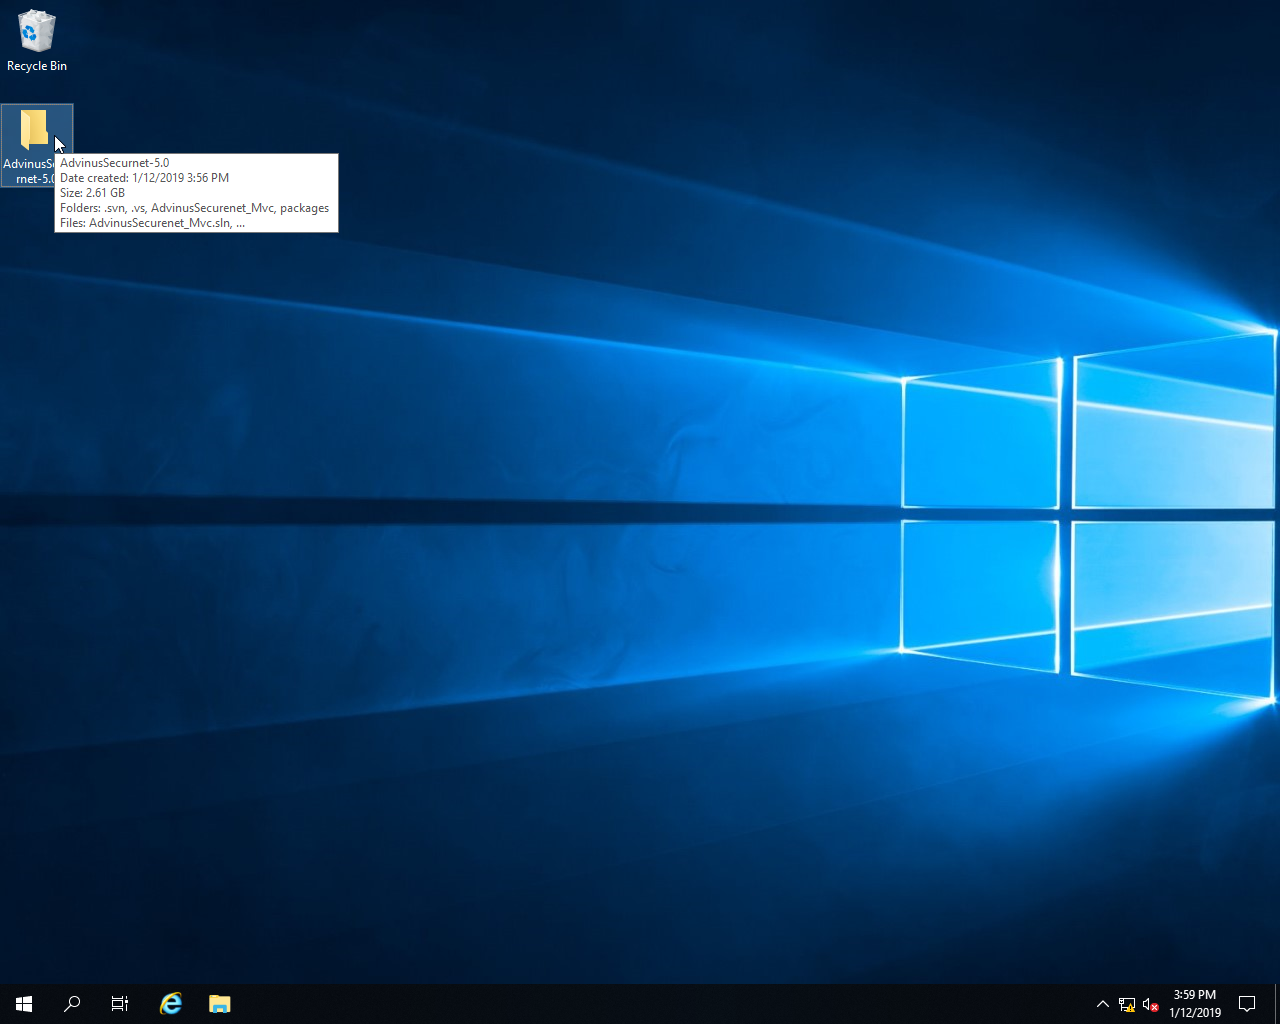 Recycle Bin
AdvinusSe
rnet-5.0
AdvinusSecurnet-5.0
Date created: 1/12/2019 3:56 PM
Size: 2.61 GB
Folders: .svn, .vs, AdvinusSecurenet_Mvc, packages
Files: AdvinusSecurenet_Mvc.sln, ...
3:59 PM
1/12/2019